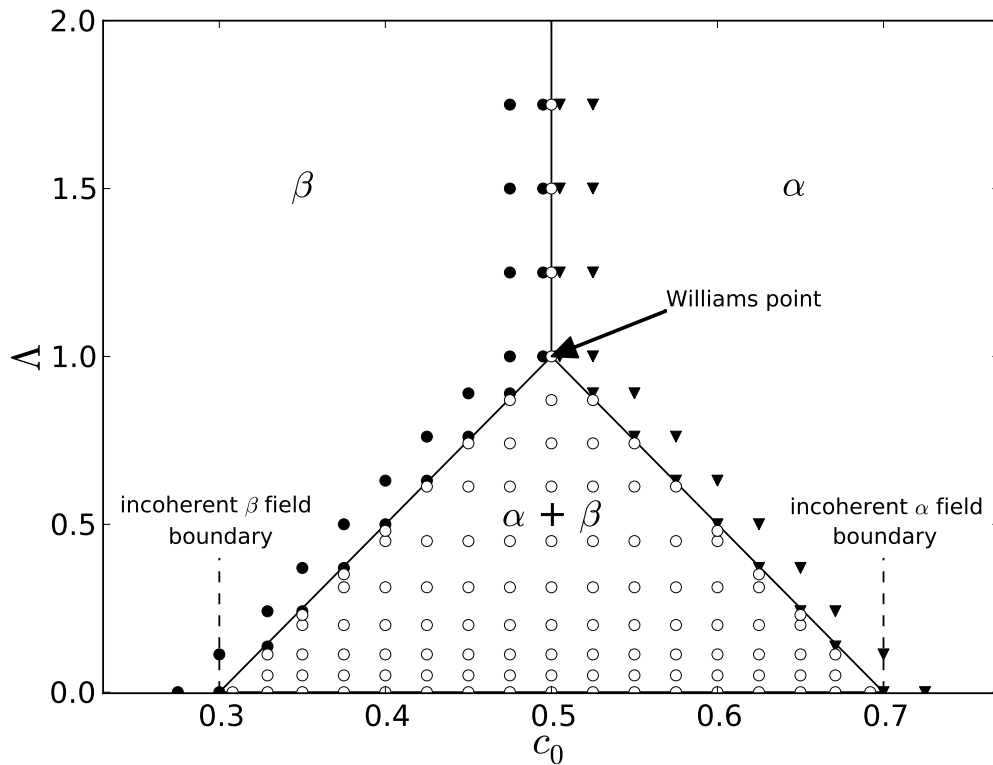 2.0
1.5
1.0
0.5
0.0
Λ
β
α
Williams point
incoherent β field
boundary
α + β
incoherent α field
boundary
0.3
0.4
0.5
0.6
0.7
c₀